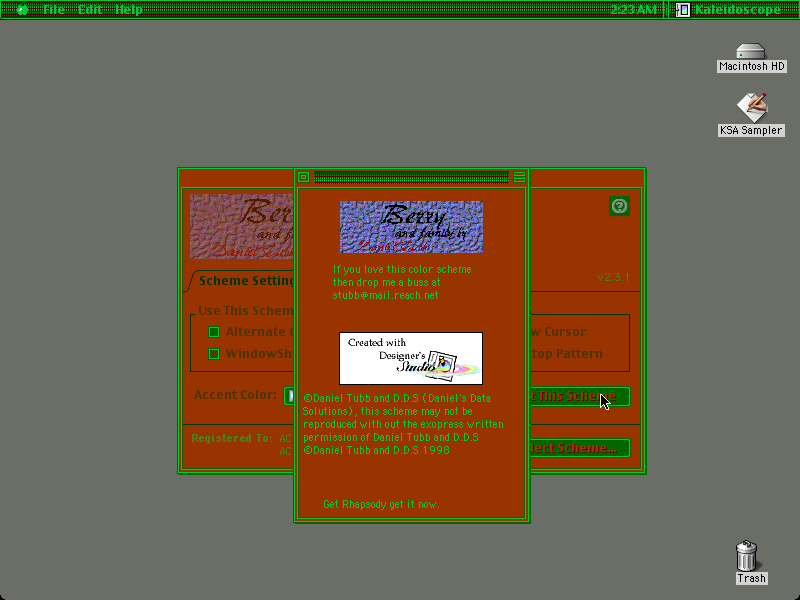 File Edit Help
2:23 AM
Kaleidoscope
Macintosh HD
KSA Sampler
Berry
and family
Daniel Tubb
v2.3.1
Scheme Setting
Use This Schem
Alternate
WindowSh
w Cursor
top Pattern
Accent Color:
This Scheme
Registered To: AC
AC
lect Scheme...
Berry
and family
If you love this color scheme
then drop me a buss at
stubb@mail.reach.net
Created with
Designer's
Studio
©Daniel Tubb and D.D.S (Daniel's Data
Solutions), this scheme may not be
reproduced with out the exopress written
permission of Daniel Tubb and D.D.S
©Daniel Tubb and D.D.S 1998
Get Rhapsody get it now.
Trash